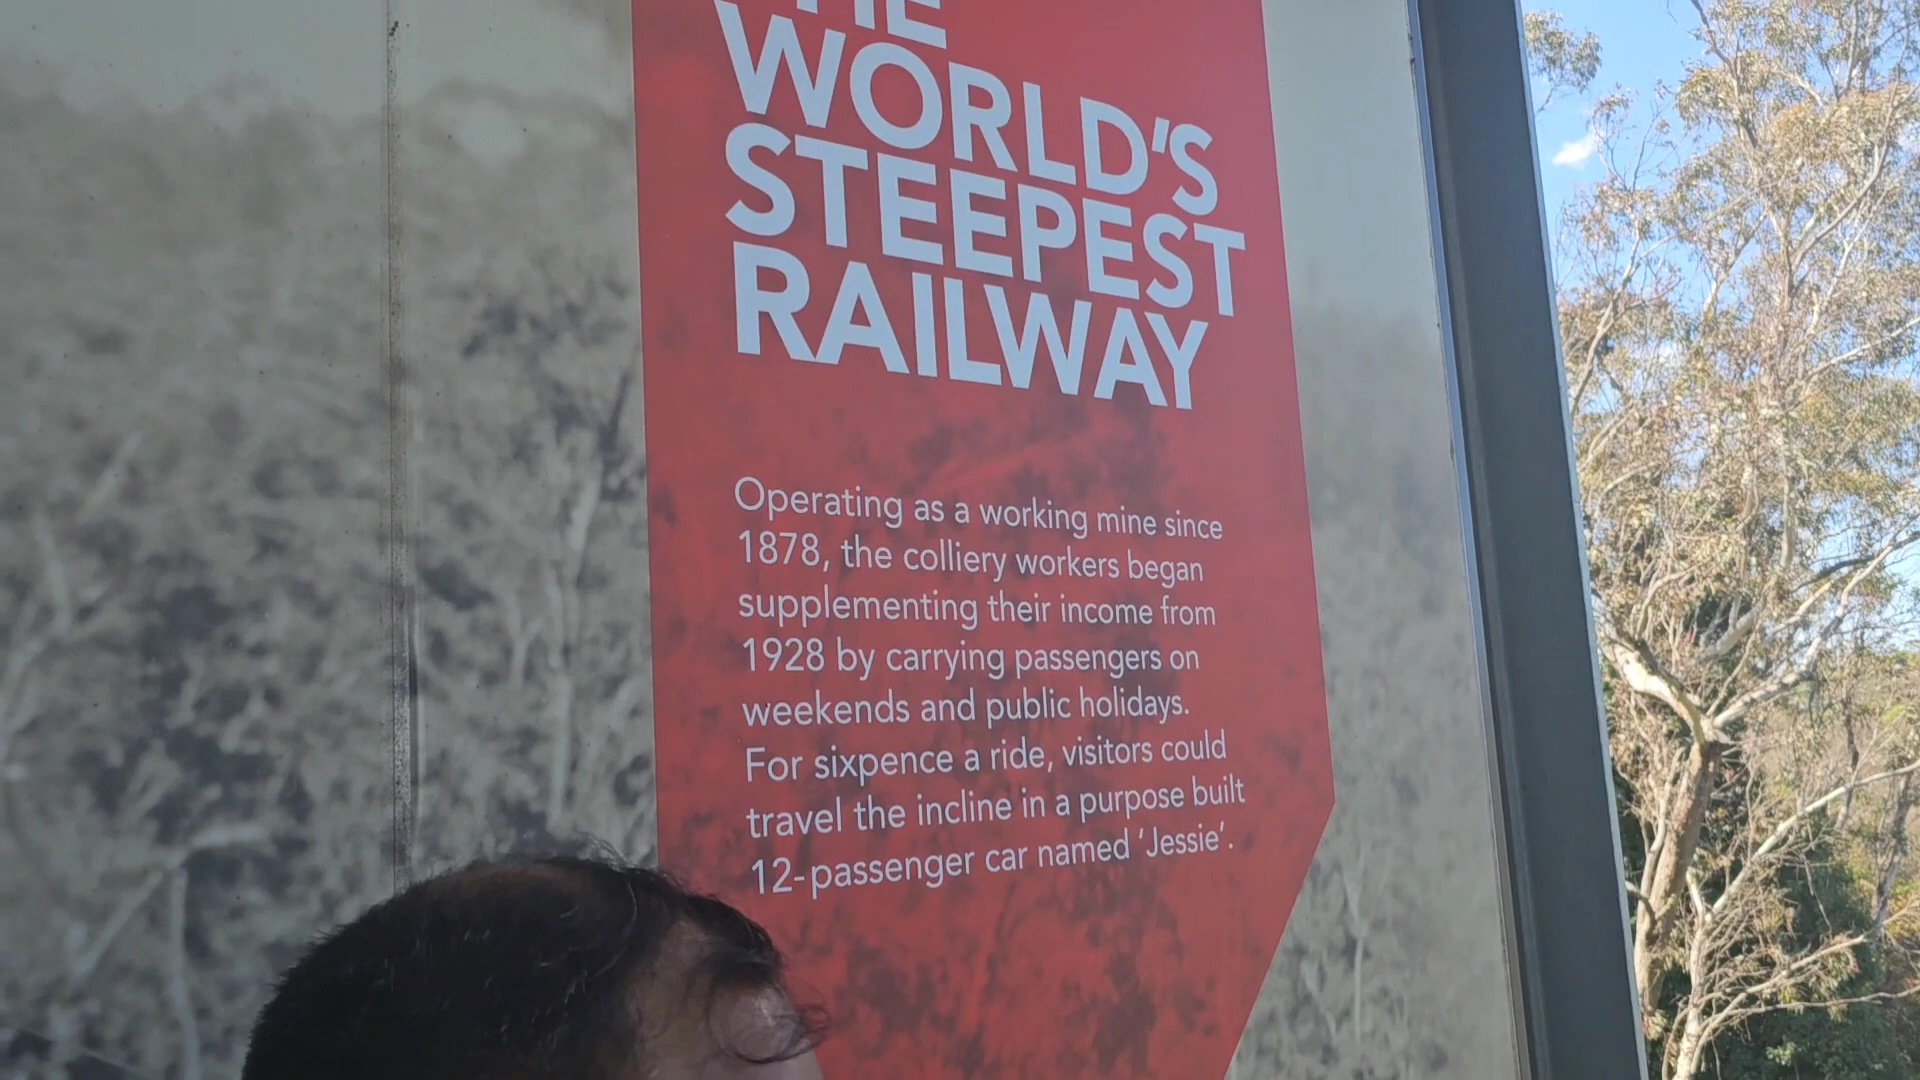 THE
WORLD'S
STEEPEST
RAILWAY
Operating as a working mine since
1878, the colliery workers began
supplementing their income from
1928 by carrying passengers on
weekends and public holidays.
For sixpence a ride, visitors could
travel the incline in a purpose built
12-passenger car named 'Jessie'.